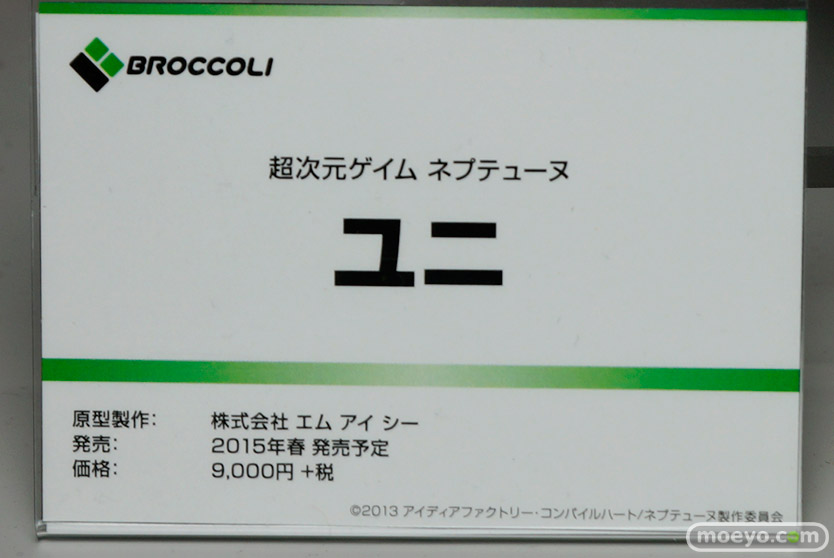 BROCCOLI
超次元ゲイム ネプテューヌ
ユニ
原型製作: 株式会社 エム アイ シー
発売: 2015年春 発売予定
価格: 9,000円 +税
©2013 アイディアファクトリー・コンパイルハート/ネプテューヌ製作委員会
moeyo.com